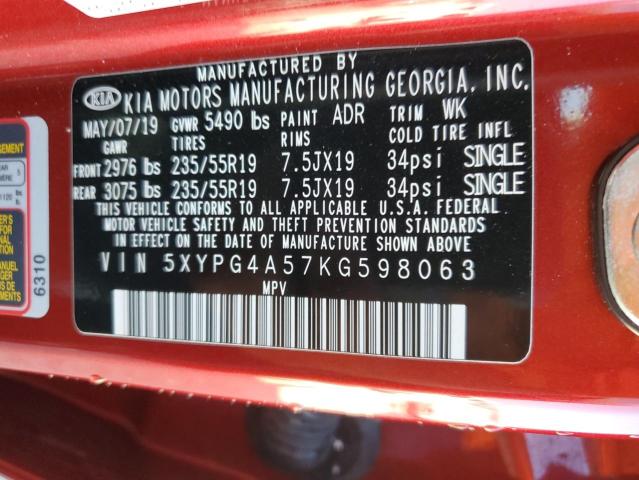 MANUFACTURED BY
KIA KIA MOTORS MANUFACTURING GEORGIA, INC.
MAY/07/19 GVWR 5490 lbs PAINT ADR TRIM WK
GAWR TIRES RIMS COLD TIRE INFL
FRONT 2976 lbs 235/55R19 7.5JX19 34psi SINGLE
REAR 3075 lbs 235/55R19 7.5JX19 34psi SINGLE
THIS VEHICLE CONFORMS TO ALL APPLICABLE U.S.A. FEDERAL
MOTOR VEHICLE SAFETY AND THEFT PREVENTION STANDARDS
IN EFFECT ON THE DATE OF MANUFACTURE SHOWN ABOVE.
VIN 5XYPG4A57KG598063
MPV
6310